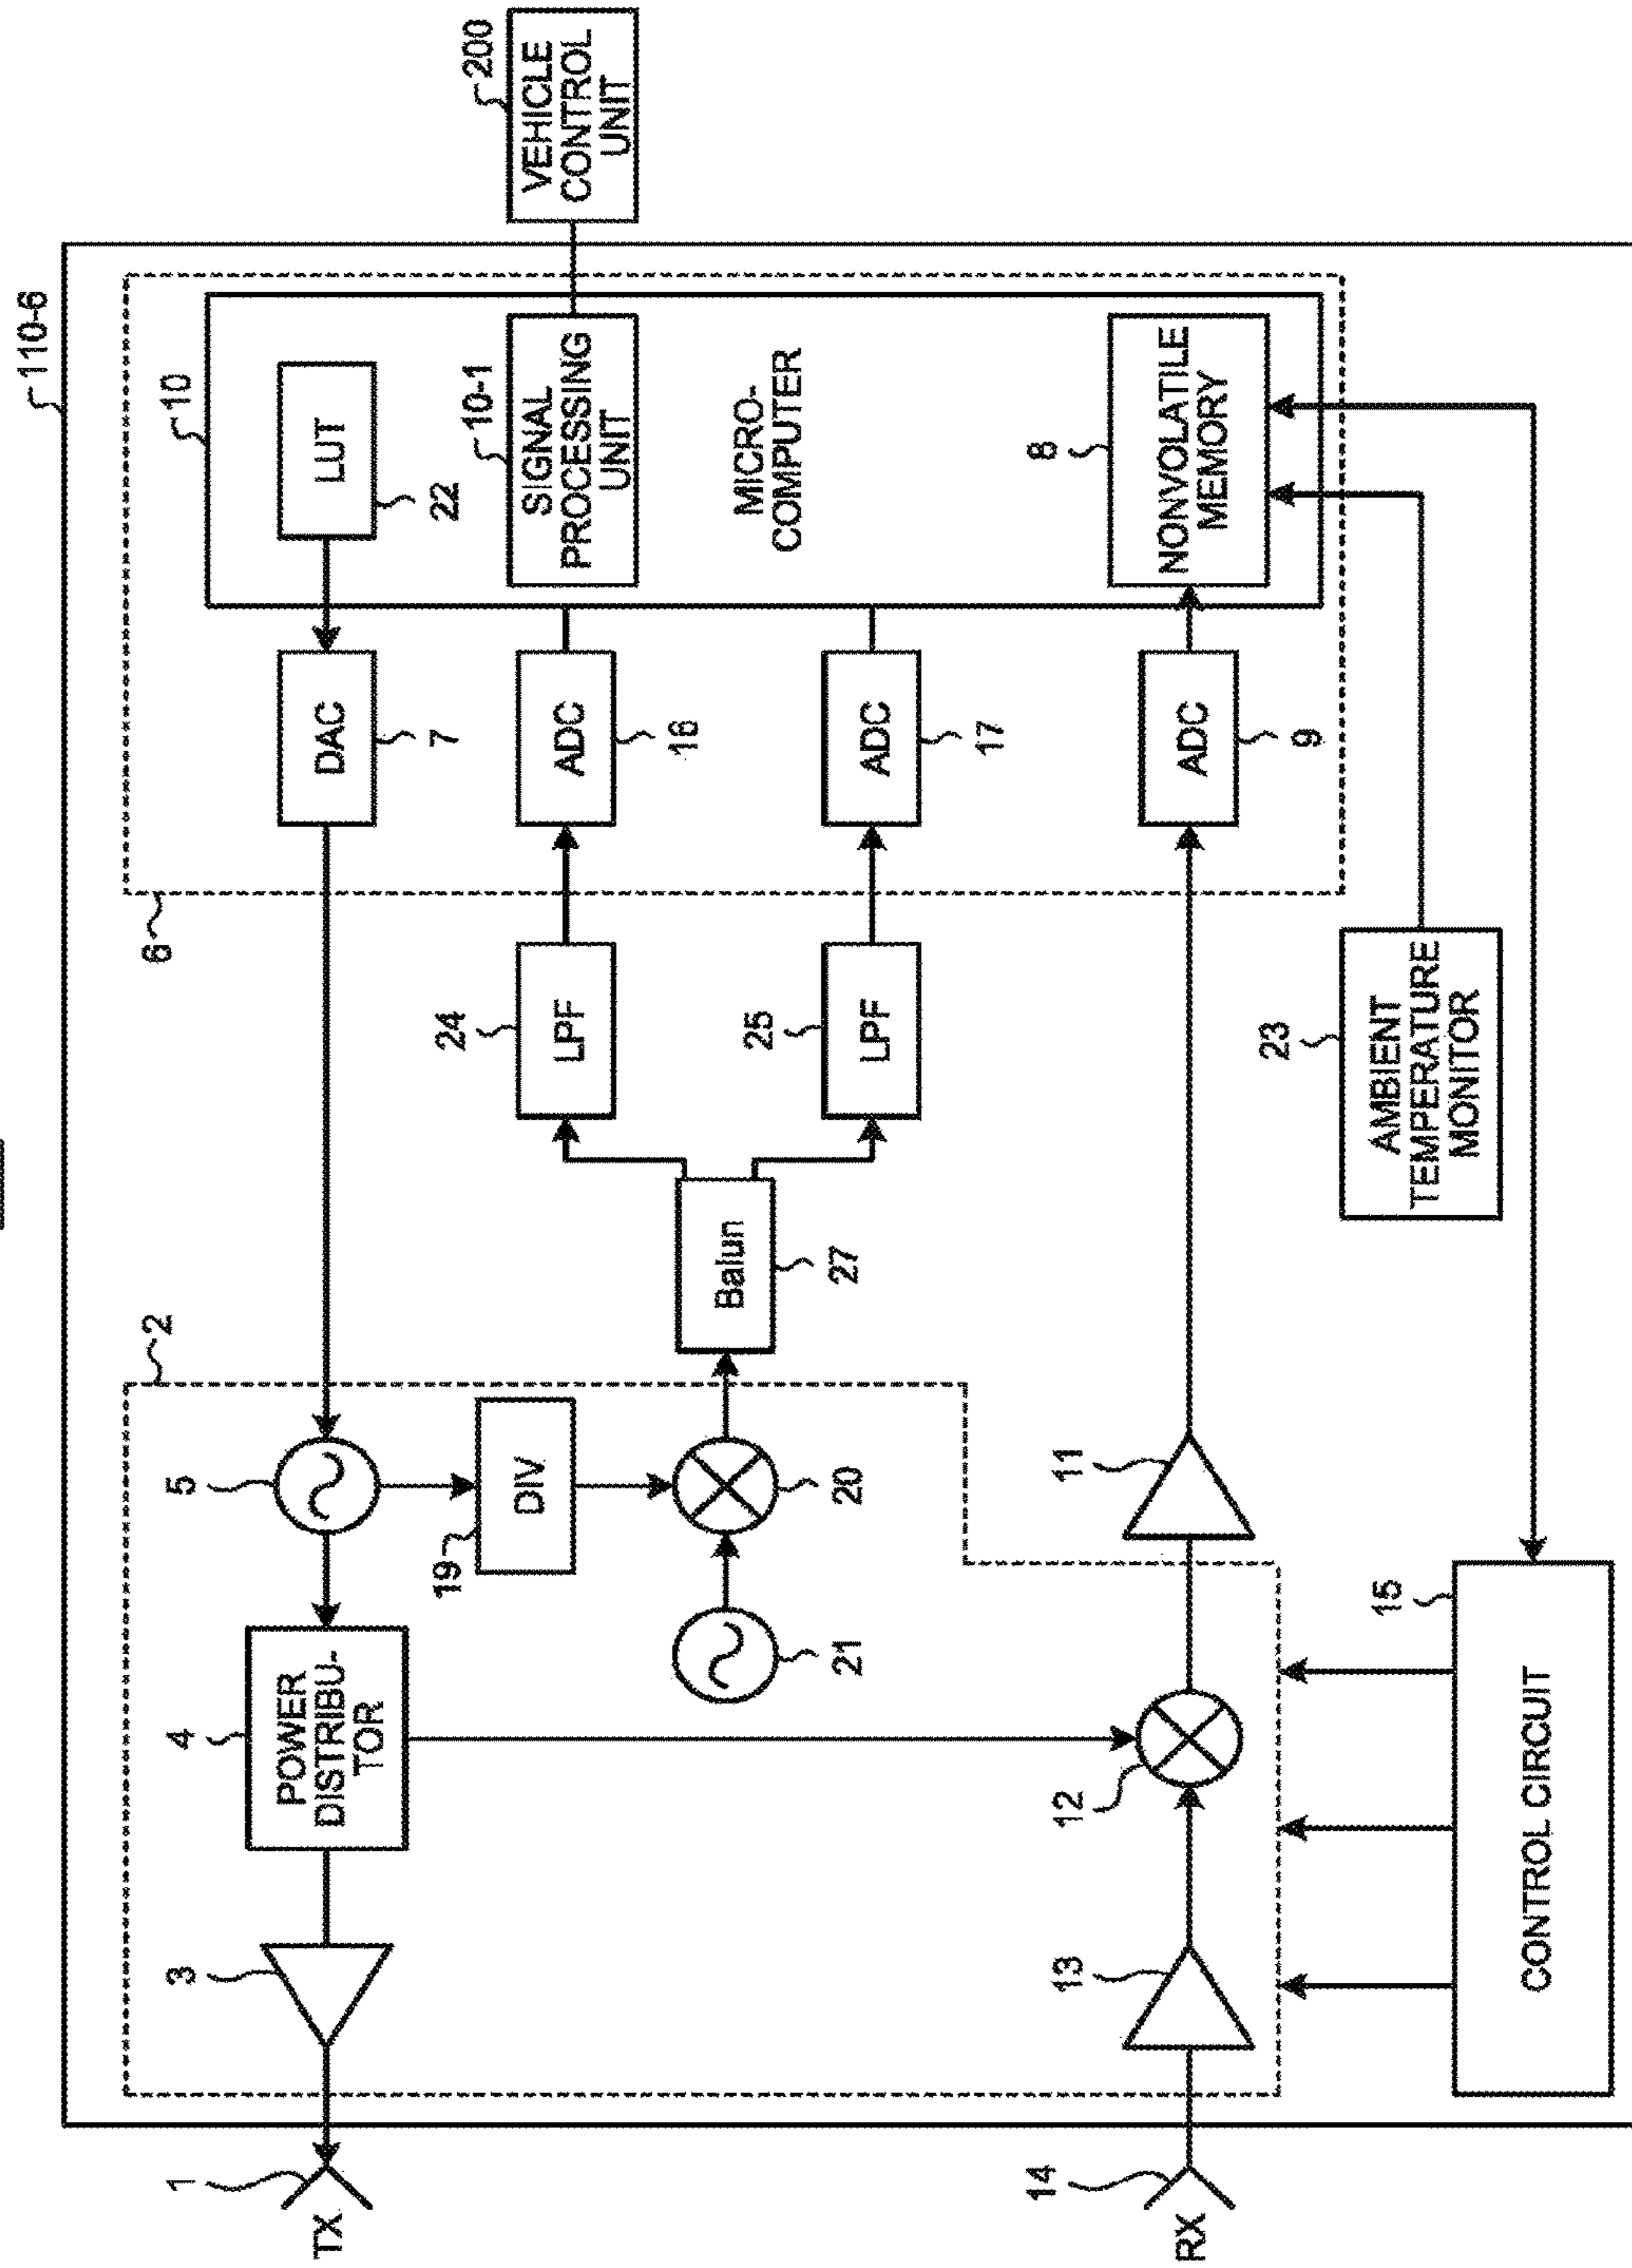 110-6
2
6
10
1
TX
3
4
POWER
DISTRIBU-
TOR
5
DAC
7
LUT
22
19
DIV
21
20
Balun
27
24
LPF
ADC
16
10-1
SIGNAL
PROCESSING
UNIT
200
VEHICLE
CONTROL
UNIT
25
LPF
ADC
17
MICRO-
COMPUTER
14
RX
13
12
11
ADC
9
8
NONVOLATILE
MEMORY
15
CONTROL CIRCUIT
23
AMBIENT
TEMPERATURE
MONITOR